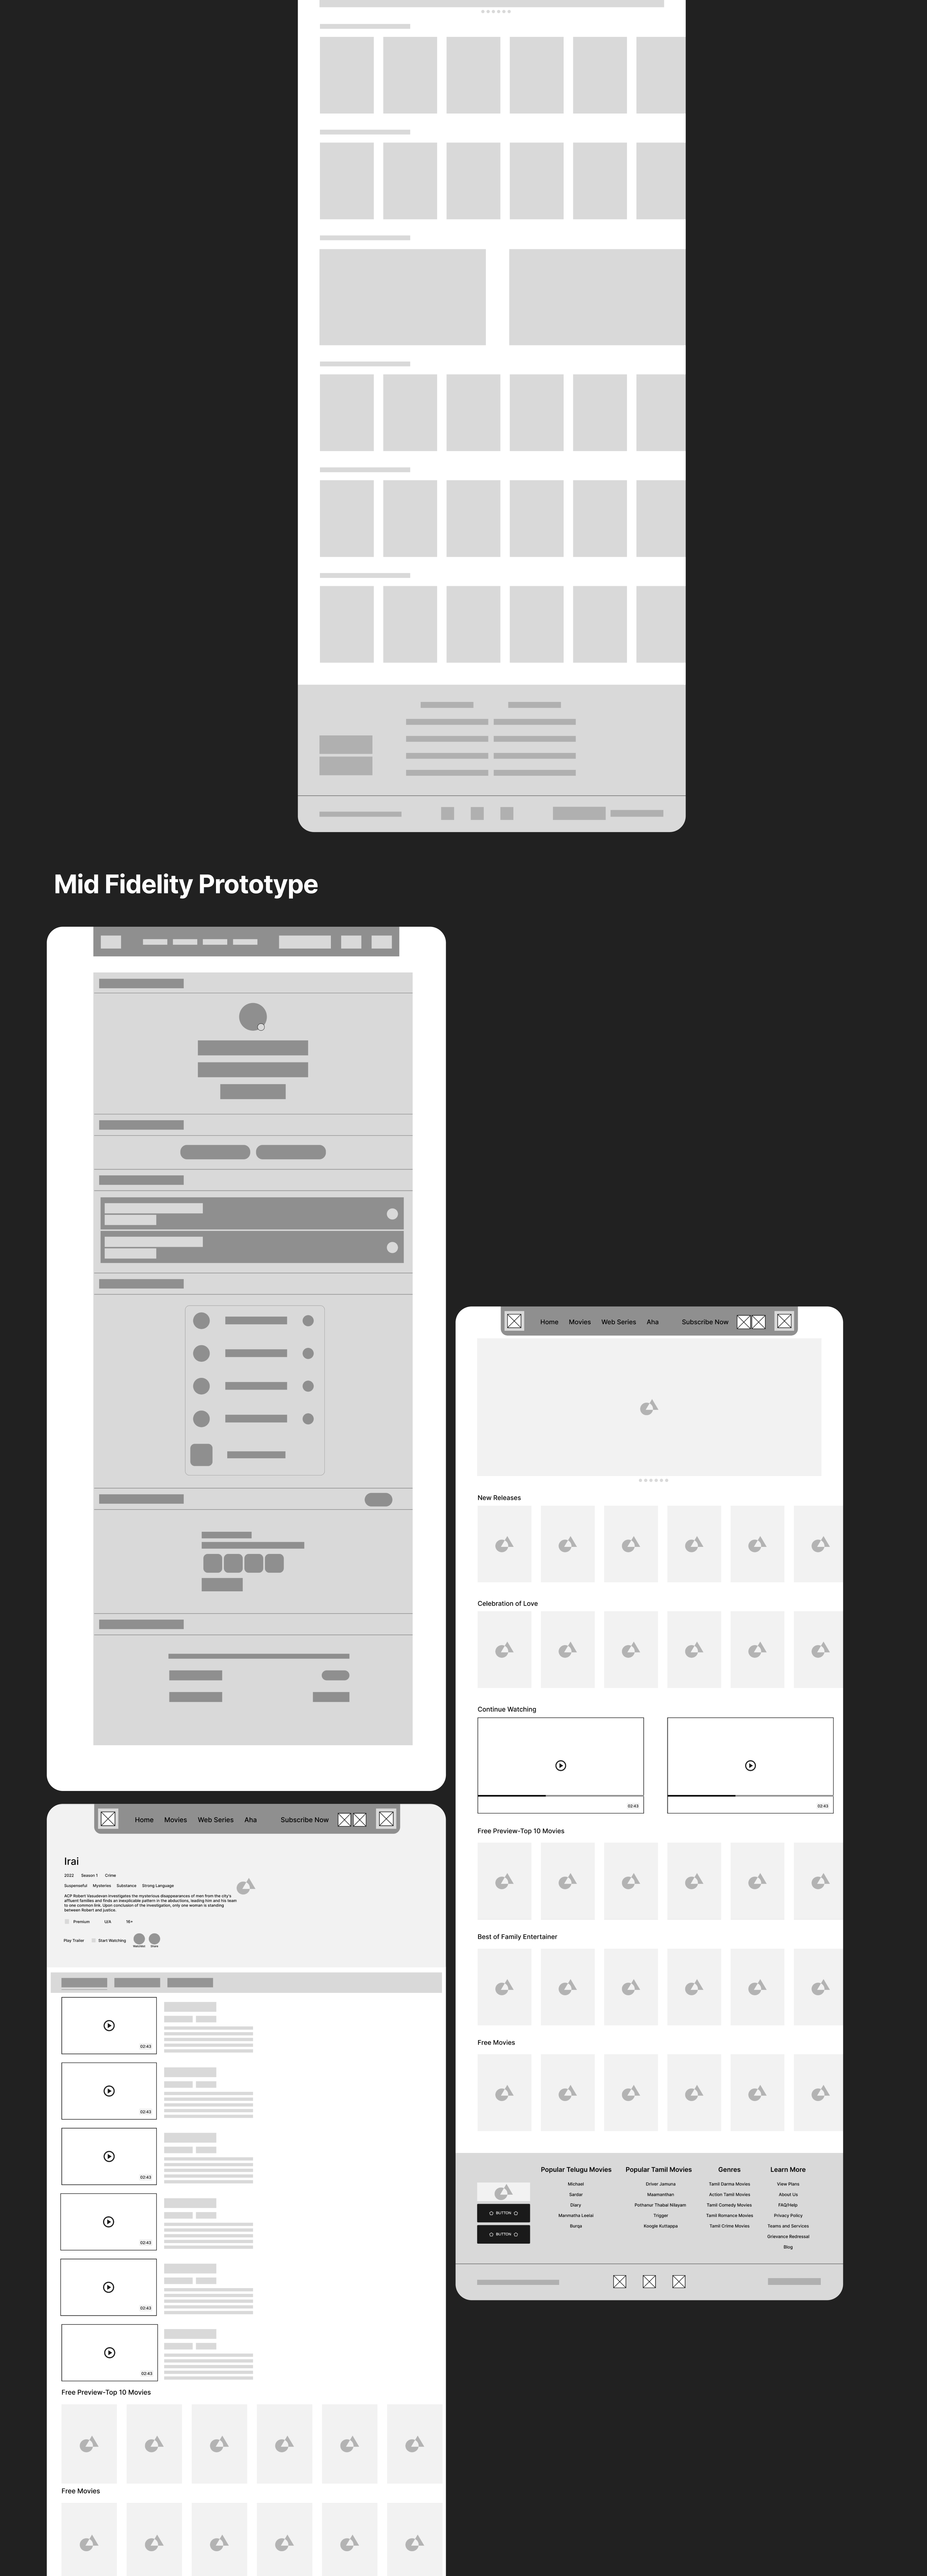 Mid Fidelity Prototype
Home Movies Web Series Aha Subscribe Now
New Releases
Celebration of Love
Continue Watching
02:43 02:43
Free Preview-Top 10 Movies
Best of Family Entertainer
Free Movies
Popular Telugu Movies Popular Tamil Movies Genres Learn More
Michael Driver Jamuna Tamil Darma Movies View Plans
Sardar Maamanithan Action Tamil Movies About Us
Diary Pothanur Thabal Nilayam Tamil Comedy Movies FAQ/Help
Manmatha Leelai Trigger Tamil Romance Movies Privacy Policy
Burqa Koogle Kuttappa Tamil Crime Movies Teams and Services
Grievance Redressal
Blog
BUTTON
BUTTON
Home Movies Web Series Aha Subscribe Now
Irai
2022 Season 1 Crime
Suspenseful Mysteries Substance Strong Language
ACP Robert Vasudevan investigates the mysterious disappearances of men from the city's
affluent families and finds an inexplicable pattern in the abductions, leading him and his team
to one common link. Upon conclusion of the investigation, only one woman is standing
between Robert and justice.
Premium U/A 16+
Play Trailer Start Watching
Watchlist Share
02:43
02:43
02:43
02:43
02:43
02:43
Free Preview-Top 10 Movies
Free Movies